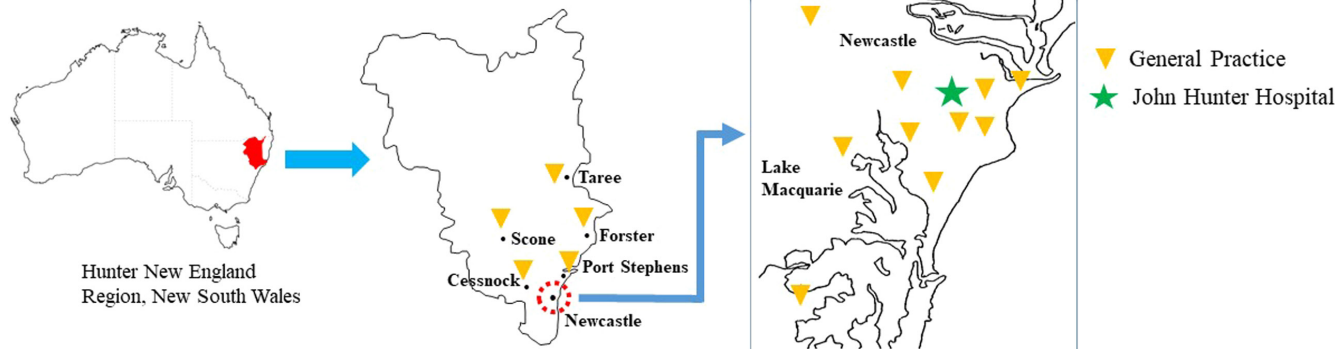 Hunter New England
Region, New South Wales
Taree
Scone
Forster
Port Stephens
Cessnock
Newcastle
Newcastle
Lake
Macquarie
General Practice
John Hunter Hospital